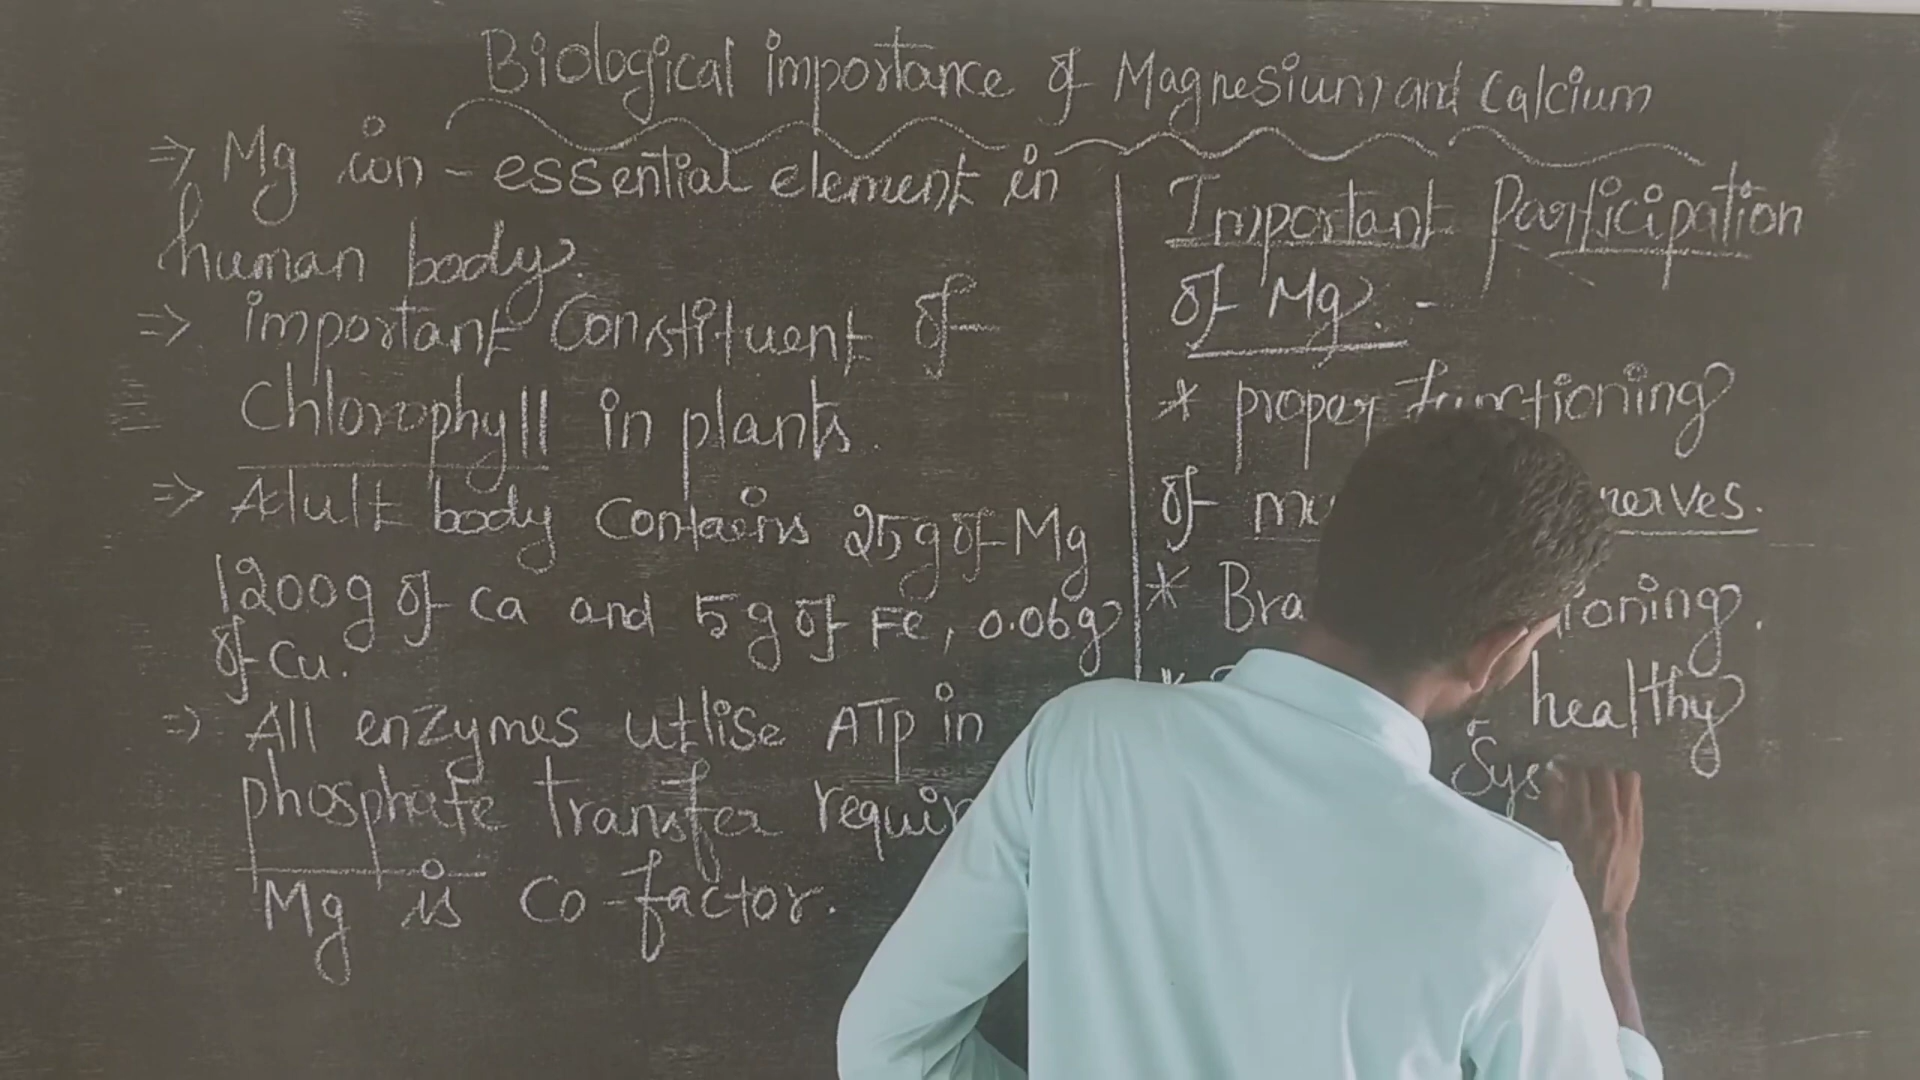 Biological importance of Magnesium and Calcium
⇒ Mg ion - essential element in
human body.
⇒ important Constituent of
Chlorophyll in plants.
⇒ Adult body contains 25g of Mg
1200g of Ca and 5g of Fe, 0.06g
of Cu.
⇒ All enzymes utlise ATP in
phosphate transfer
Mg is Co-factor.
Important Participation
of Mg. -
* proper functioning
of nerves.
*
* healthy